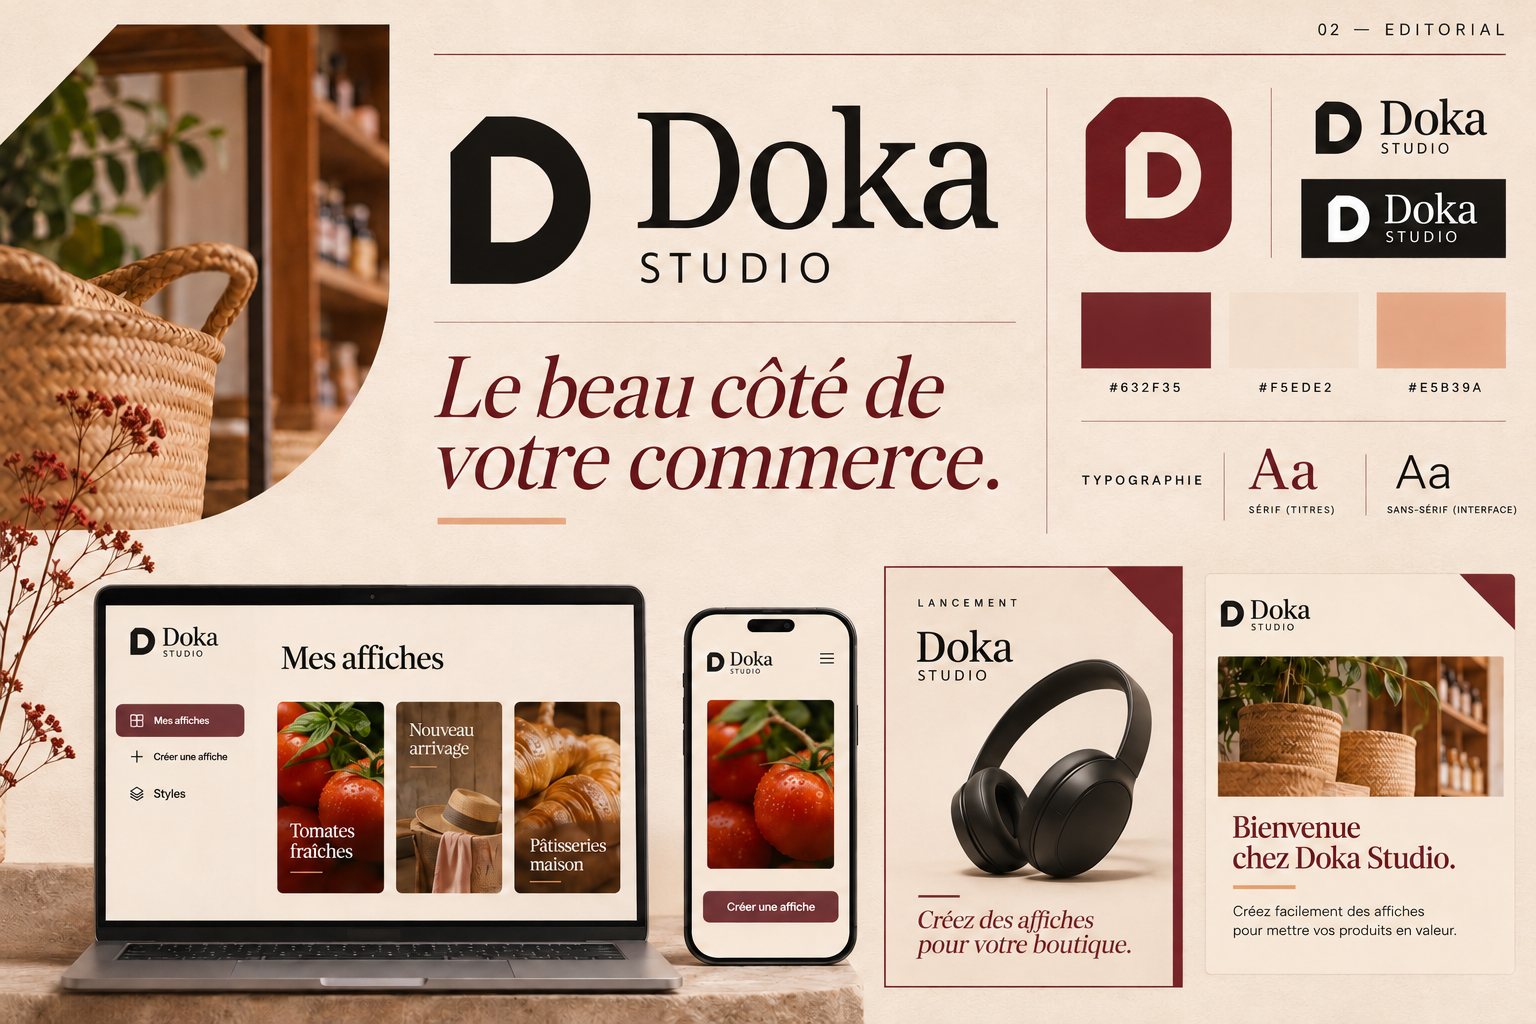 02 — EDITORIAL
Doka
STUDIO
Le beau côté de
votre commerce.
Doka
STUDIO
Doka
STUDIO
#632F35
#F5EDE2
#E5B39A
TYPOGRAPHIE
Aa
SÉRIF (TITRES)
Aa
SANS-SÉRIF (INTERFACE)
Doka
STUDIO
Mes affiches
Créer une affiche
Styles
Mes affiches
Tomates
fraîches
Nouveau
arrivage
Pâtisseries
maison
Doka
STUDIO
Créer une affiche
LANCEMENT
Doka
STUDIO
Créez des affiches
pour votre boutique.
Doka
STUDIO
Bienvenue
chez Doka Studio.
Créez facilement des affiches
pour mettre vos produits en valeur.